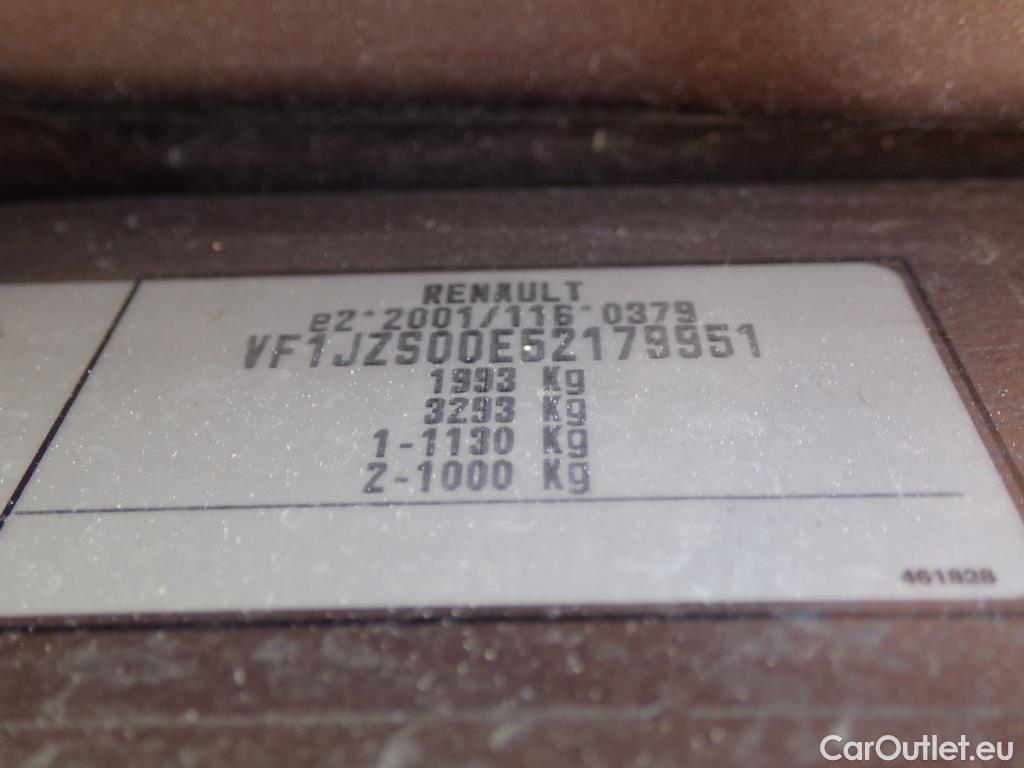 RENAULT
e2*2001/116*0379
VF1JZS00E52179951
1993 Kg
3293 Kg
1-1130 Kg
2-1000 Kg
461828
CarOutlet.eu